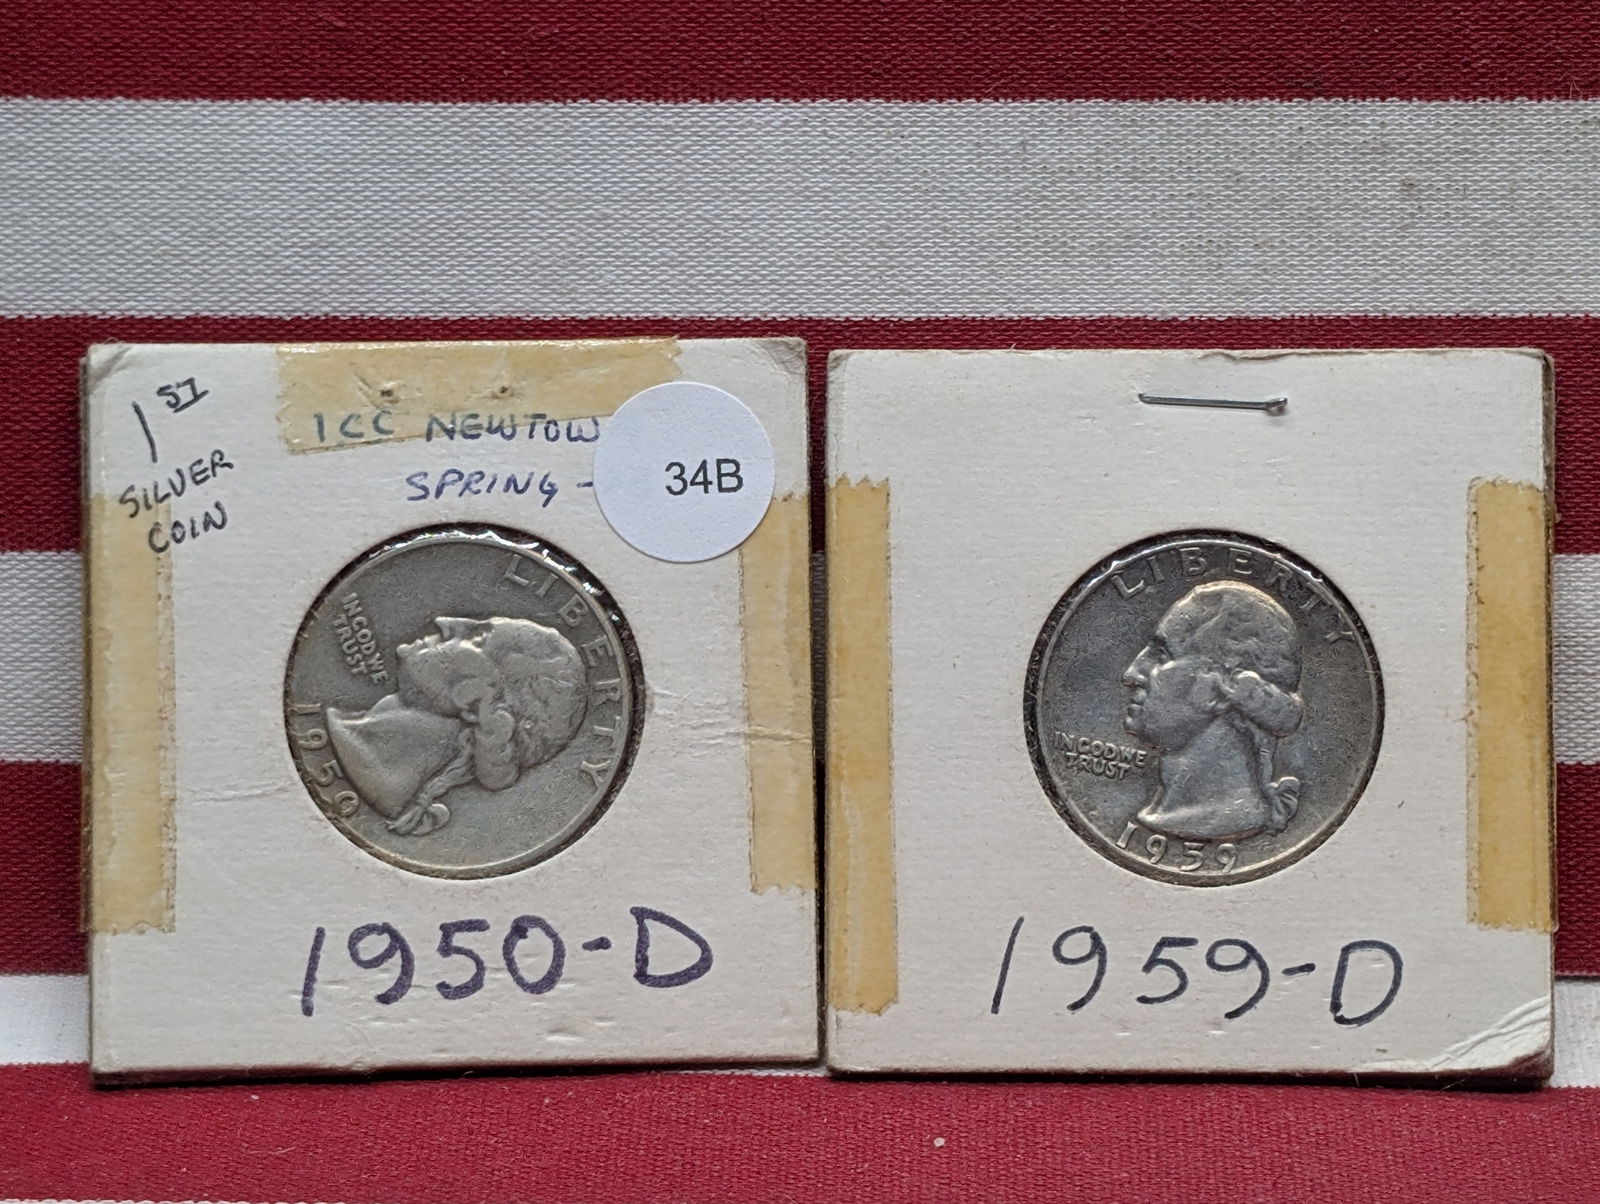 1ST
SILVER
COIN
ICC NEWTOW
SPRING -
34B
LIBERTY
IN GOD WE
TRUST
1950
1950-D
LIBERTY
IN GOD WE
TRUST
1959
1959-D